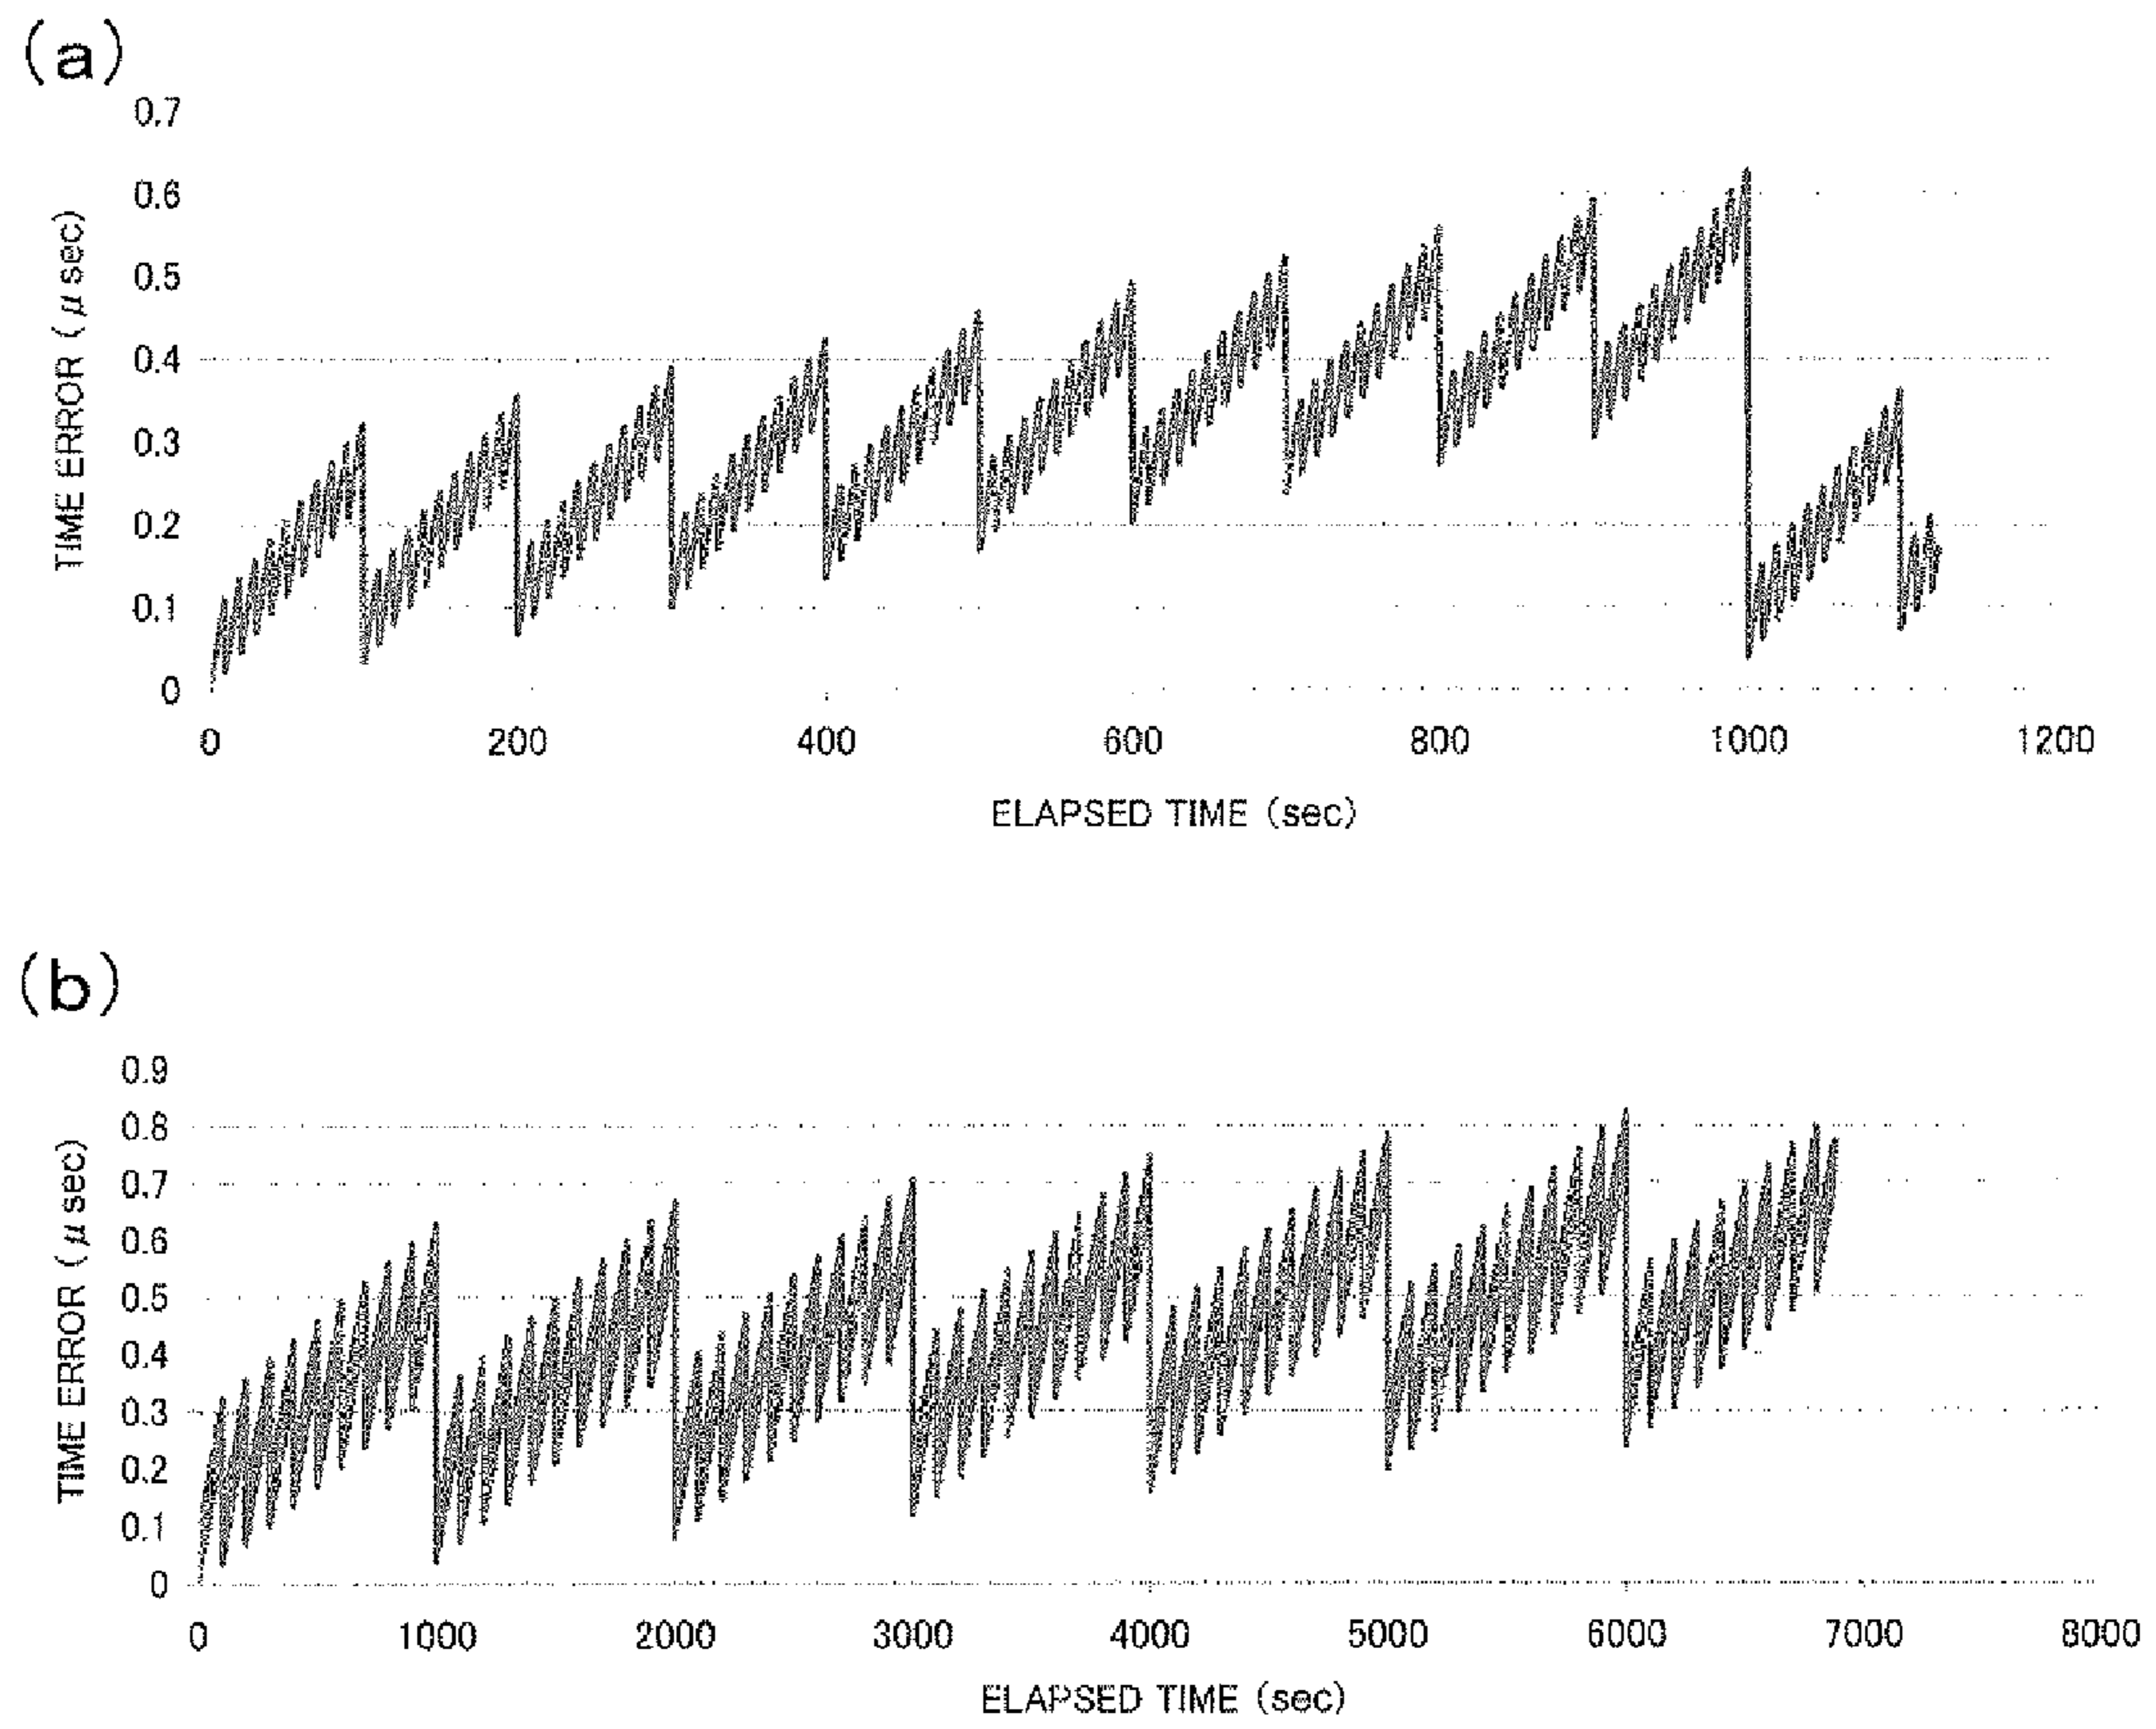 (a)
TIME ERROR (μsec)
0.7
0.6
0.5
0.4
0.3
0.2
0.1
0
0 200 400 600 800 1000 1200
ELAPSED TIME (sec)
(b)
TIME ERROR (μsec)
0.9
0.8
0.7
0.6
0.5
0.4
0.3
0.2
0.1
0
0 1000 2000 3000 4000 5000 6000 7000 8000
ELAPSED TIME (sec)